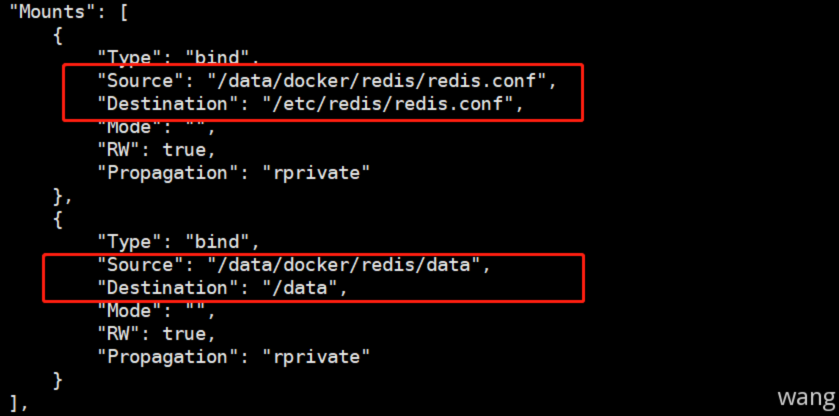 "Mounts": [
    {
        "Type": "bind",
        "Source": "/data/docker/redis/redis.conf",
        "Destination": "/etc/redis/redis.conf",
        "Mode": "",
        "RW": true,
        "Propagation": "rprivate"
    },
    {
        "Type": "bind",
        "Source": "/data/docker/redis/data",
        "Destination": "/data",
        "Mode": "",
        "RW": true,
        "Propagation": "rprivate"
    }
],
wang